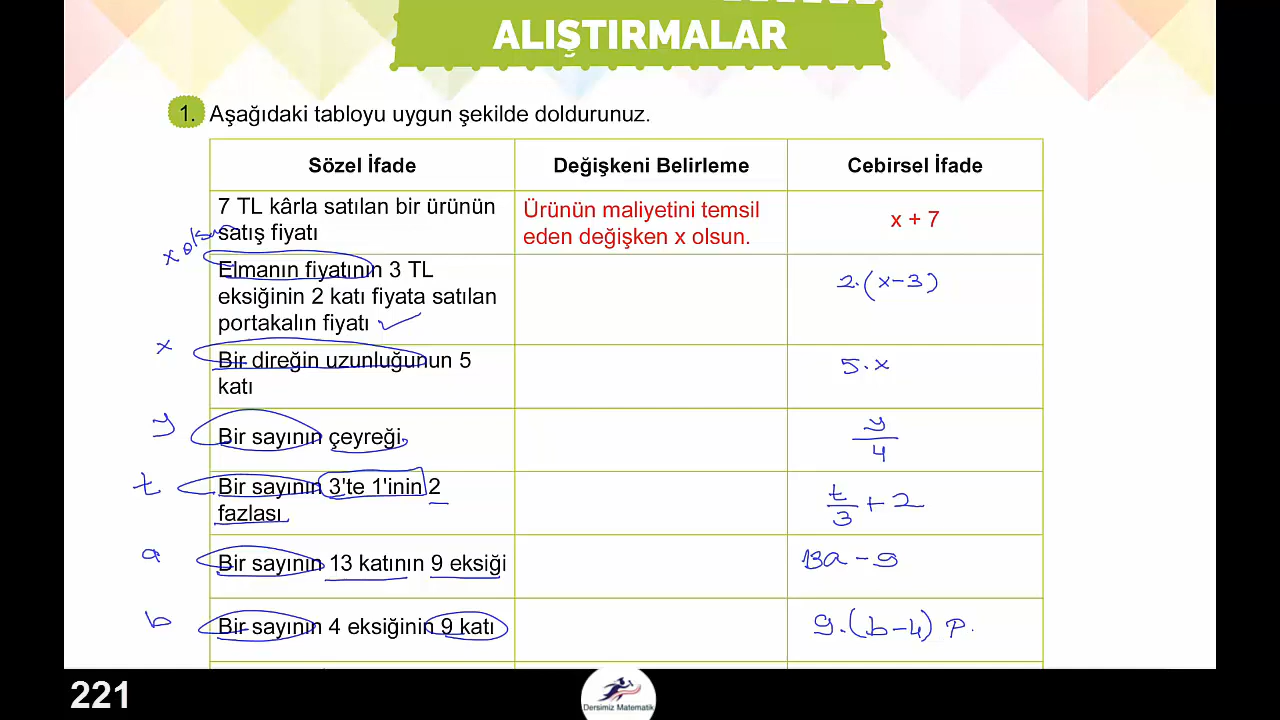 ALIŞTIRMALAR
1. Aşağıdaki tabloyu uygun şekilde doldurunuz.
Sözel İfade
Değişkeni Belirleme
Cebirsel İfade
7 TL kârla satılan bir ürünün
satış fiyatı
Ürünün maliyetini temsil
eden değişken x olsun.
x + 7
x olsun
Elmanın fiyatının 3 TL
eksiğinin 2 katı fiyata satılan
portakalın fiyatı
2.(x-3)
x
Bir direğin uzunluğunun 5
katı
5.x
y
Bir sayının çeyreği
y
4
t
Bir sayının 3'te 1'inin 2
fazlası
t
3
+ 2
a
Bir sayının 13 katının 9 eksiği
13a - 9
b
Bir sayının 4 eksiğinin 9 katı
9.(b-4) p.
221
Dersimiz Matematik